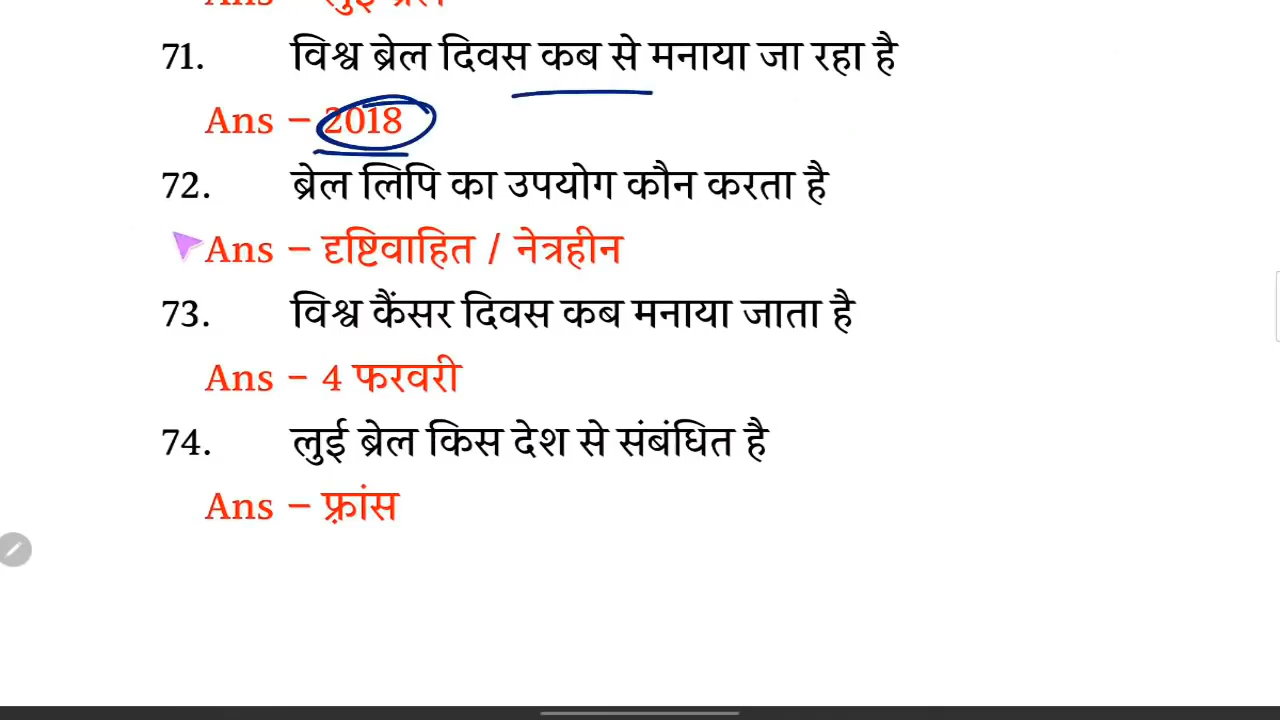 Ans – लुई ब्रेल
71. विश्व ब्रेल दिवस कब से मनाया जा रहा है
Ans – 2018
72. ब्रेल लिपि का उपयोग कौन करता है
Ans – दृष्टिवाहित / नेत्रहीन
73. विश्व कैंसर दिवस कब मनाया जाता है
Ans – 4 फरवरी
74. लुई ब्रेल किस देश से संबंधित है
Ans – फ़्रांस